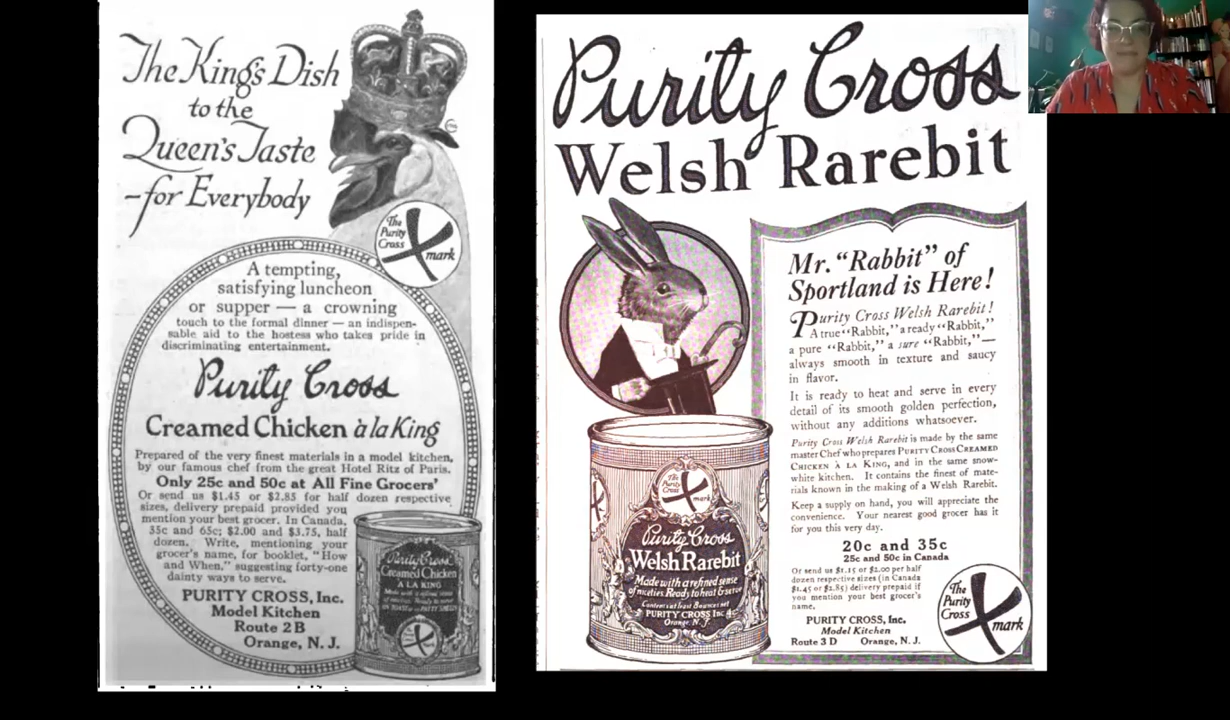 The King's Dish
to the
Queen's Taste
-for Everybody
The
Purity
Cross
mark
A tempting,
satisfying luncheon
or supper — a crowning
touch to the formal dinner — an indispen-
sable aid to the hostess who takes pride in
discriminating entertainment.
Purity Cross
Creamed Chicken à la King
Prepared of the very finest materials in a model kitchen,
by our famous chef from the great Hotel Ritz of Paris.
Only 25c and 50c at All Fine Grocers'
Or send us $1.45 or $2.85 for half dozen respective
sizes, delivery prepaid provided you
mention your best grocer. In Canada,
35c and 65c; $2.00 and $3.75, half
dozen. Write, mentioning your
grocer's name, for booklet, "How
and When," suggesting forty-one
dainty ways to serve.
PURITY CROSS, Inc.
Model Kitchen
Route 2B
Orange, N. J.
Purity Cross
Creamed Chicken
A LA KING
Purity Cross
Welsh Rarebit
Mr. "Rabbit" of
Sportland is Here!
Purity Cross Welsh Rarebit!
A true "Rabbit," a ready "Rabbit,"
a pure "Rabbit," a sure "Rabbit,"—
always smooth in texture and saucy
in flavor.
It is ready to heat and serve in every
detail of its smooth golden perfection,
without any additions whatsoever.
Purity Cross Welsh Rarebit is made by the same
master Chef who prepares PURITY CROSS CREAMED
CHICKEN À LA KING, and in the same snow-
white kitchen. It contains the finest of mate-
rials known in the making of a Welsh Rarebit.
Keep a supply on hand, you will appreciate the
convenience. Your nearest good grocer has it
for you this very day.
20c and 35c
25c and 50c in Canada
Or send us $1.15 or $2.00 per half
dozen respective sizes (in Canada
$1.45 or $2.85) delivery prepaid if
you mention your best grocer's
name.
PURITY CROSS, Inc.
Model Kitchen
Route 3 D Orange, N. J.
The
Purity
Cross
mark
The
Purity
Cross
mark
Purity Cross
Welsh Rarebit
Made with a refined sense
of niceties Ready to heat & serve
PURITY CROSS INC
Orange, N. J.